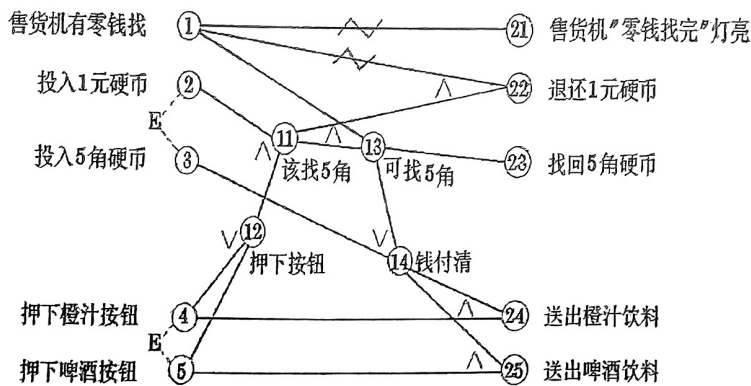 售货机有零钱找 ① ㉑ 售货机"零钱找完"灯亮
投入1元硬币 ② ∧ ㉒ 退还1元硬币
E
投入5角硬币 ③ ∧ ⑪ ∧ ⑬ ㉓ 找回5角硬币
该找5角 可找5角
∨ ⑫ ∨
押下按钮 ⑭ 钱付清
押下橙汁按钮 ④ ∧ ㉔ 送出橙汁饮料
E
押下啤酒按钮 ⑤ ∧ ㉕ 送出啤酒饮料